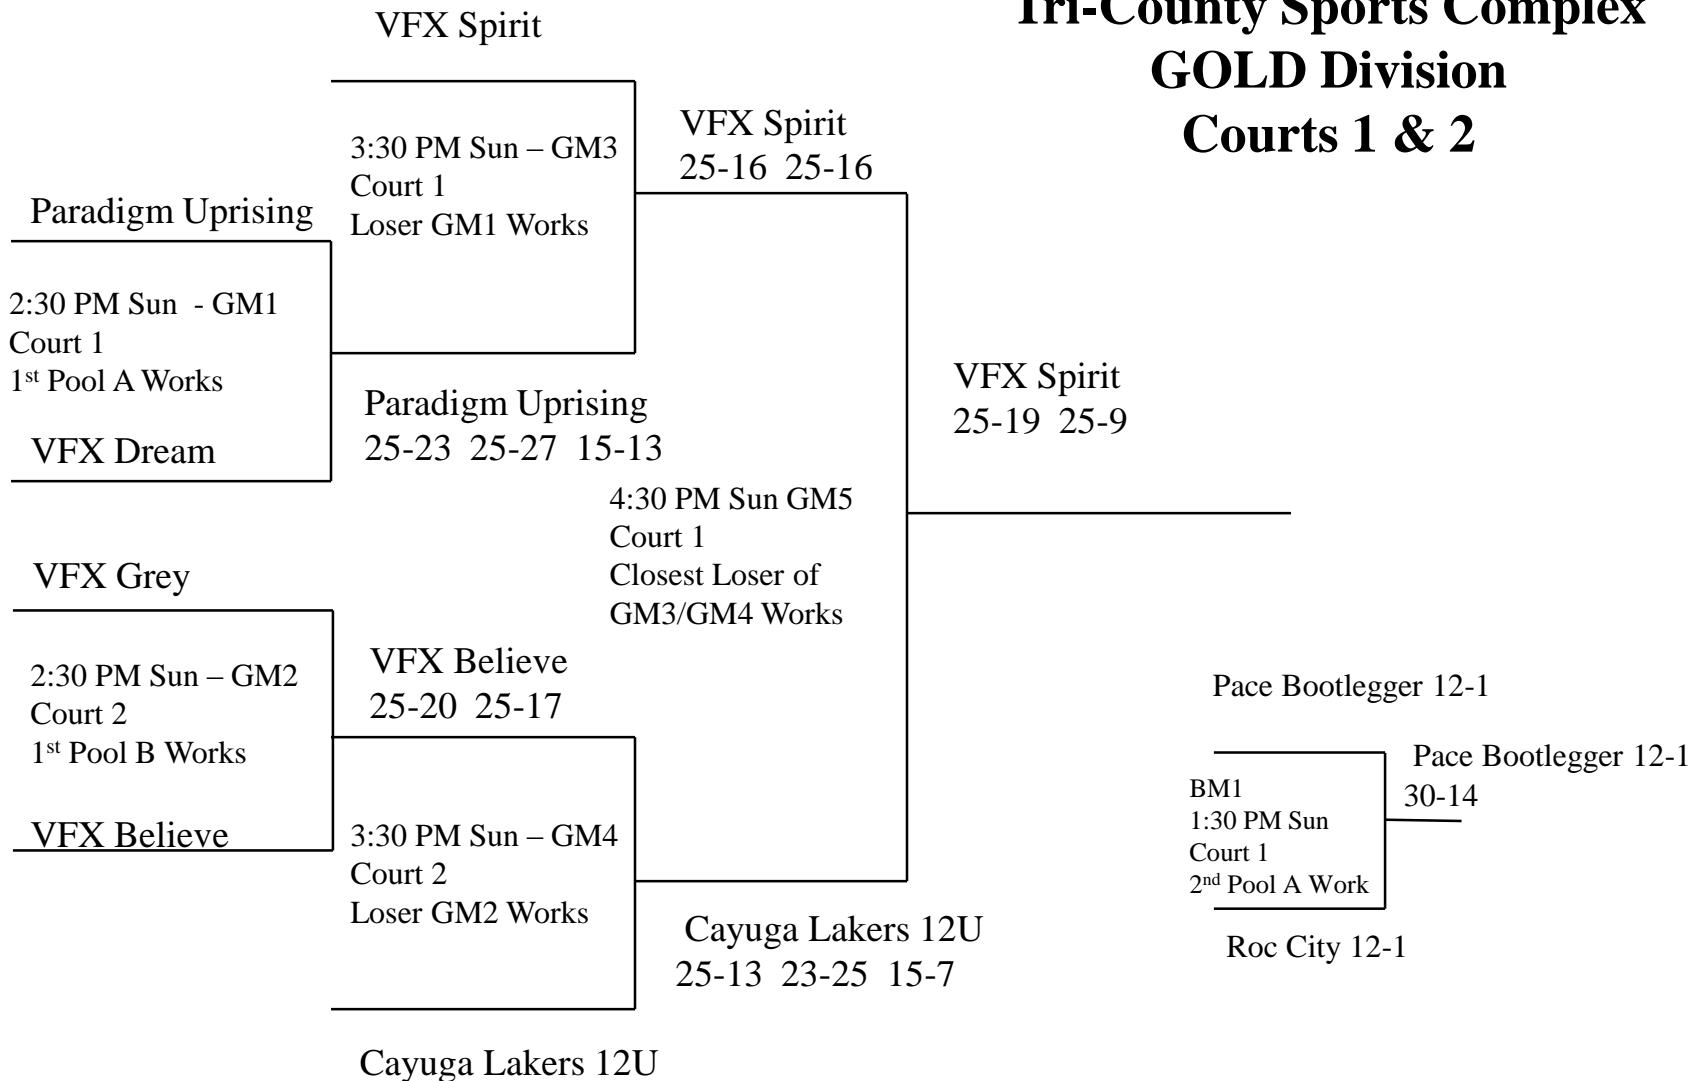 Tri-County Sports Complex
GOLD Division
Courts 1 & 2
VFX Spirit
3:30 PM Sun – GM3
Court 1
Loser GM1 Works
VFX Spirit
25-16 25-16
Paradigm Uprising
2:30 PM Sun - GM1
Court 1
1st Pool A Works
VFX Dream
Paradigm Uprising
25-23 25-27 15-13
VFX Spirit
25-19 25-9
4:30 PM Sun GM5
Court 1
Closest Loser of
GM3/GM4 Works
VFX Grey
2:30 PM Sun – GM2
Court 2
1st Pool B Works
VFX Believe
VFX Believe
25-20 25-17
3:30 PM Sun – GM4
Court 2
Loser GM2 Works
Cayuga Lakers 12U
25-13 23-25 15-7
Cayuga Lakers 12U
Pace Bootlegger 12-1
BM1
1:30 PM Sun
Court 1
2nd Pool A Work
Pace Bootlegger 12-1
30-14
Roc City 12-1